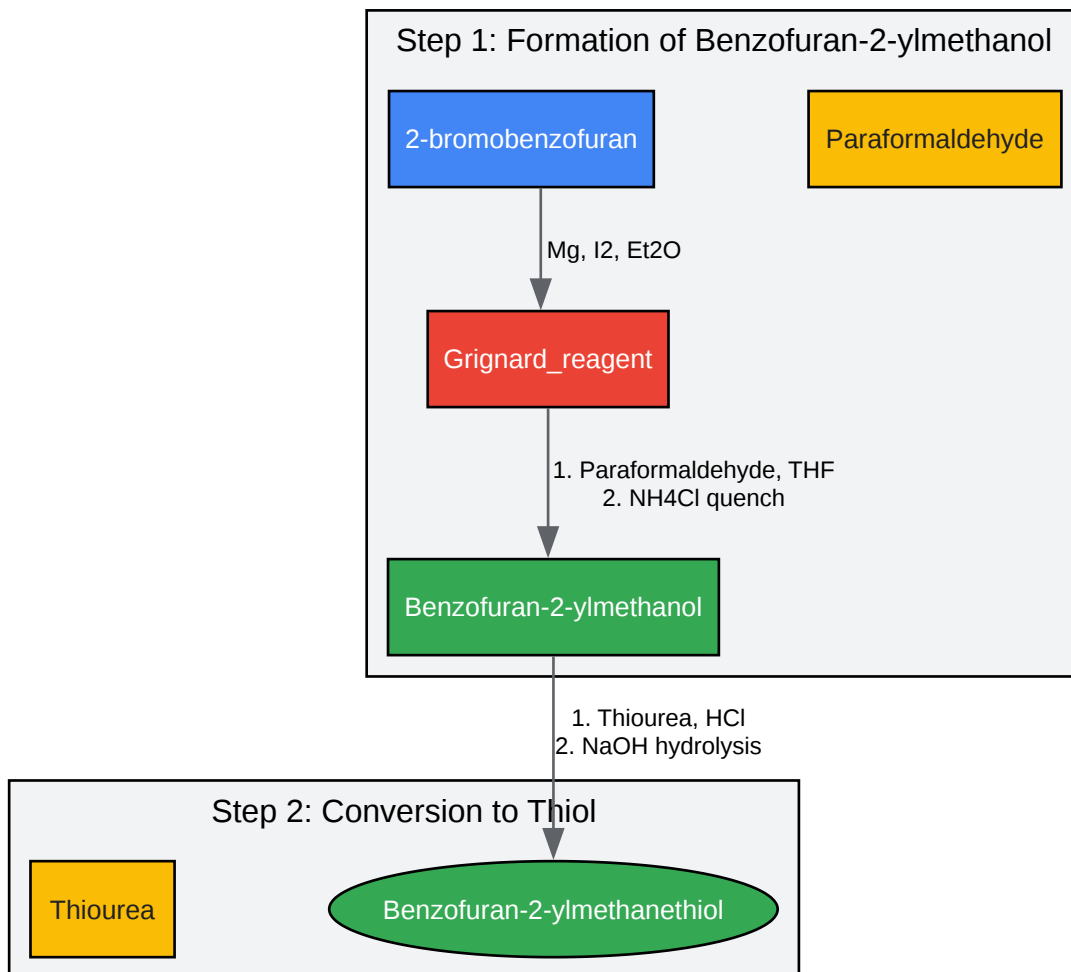 Step 1: Formation of Benzofuran-2-ylmethanol
2-bromobenzofuran
Paraformaldehyde
Mg, I2, Et2O
Grignard_reagent
1. Paraformaldehyde, THF
2. NH4Cl quench
Benzofuran-2-ylmethanol
1. Thiourea, HCl
2. NaOH hydrolysis
Step 2: Conversion to Thiol
Thiourea
Benzofuran-2-ylmethanethiol